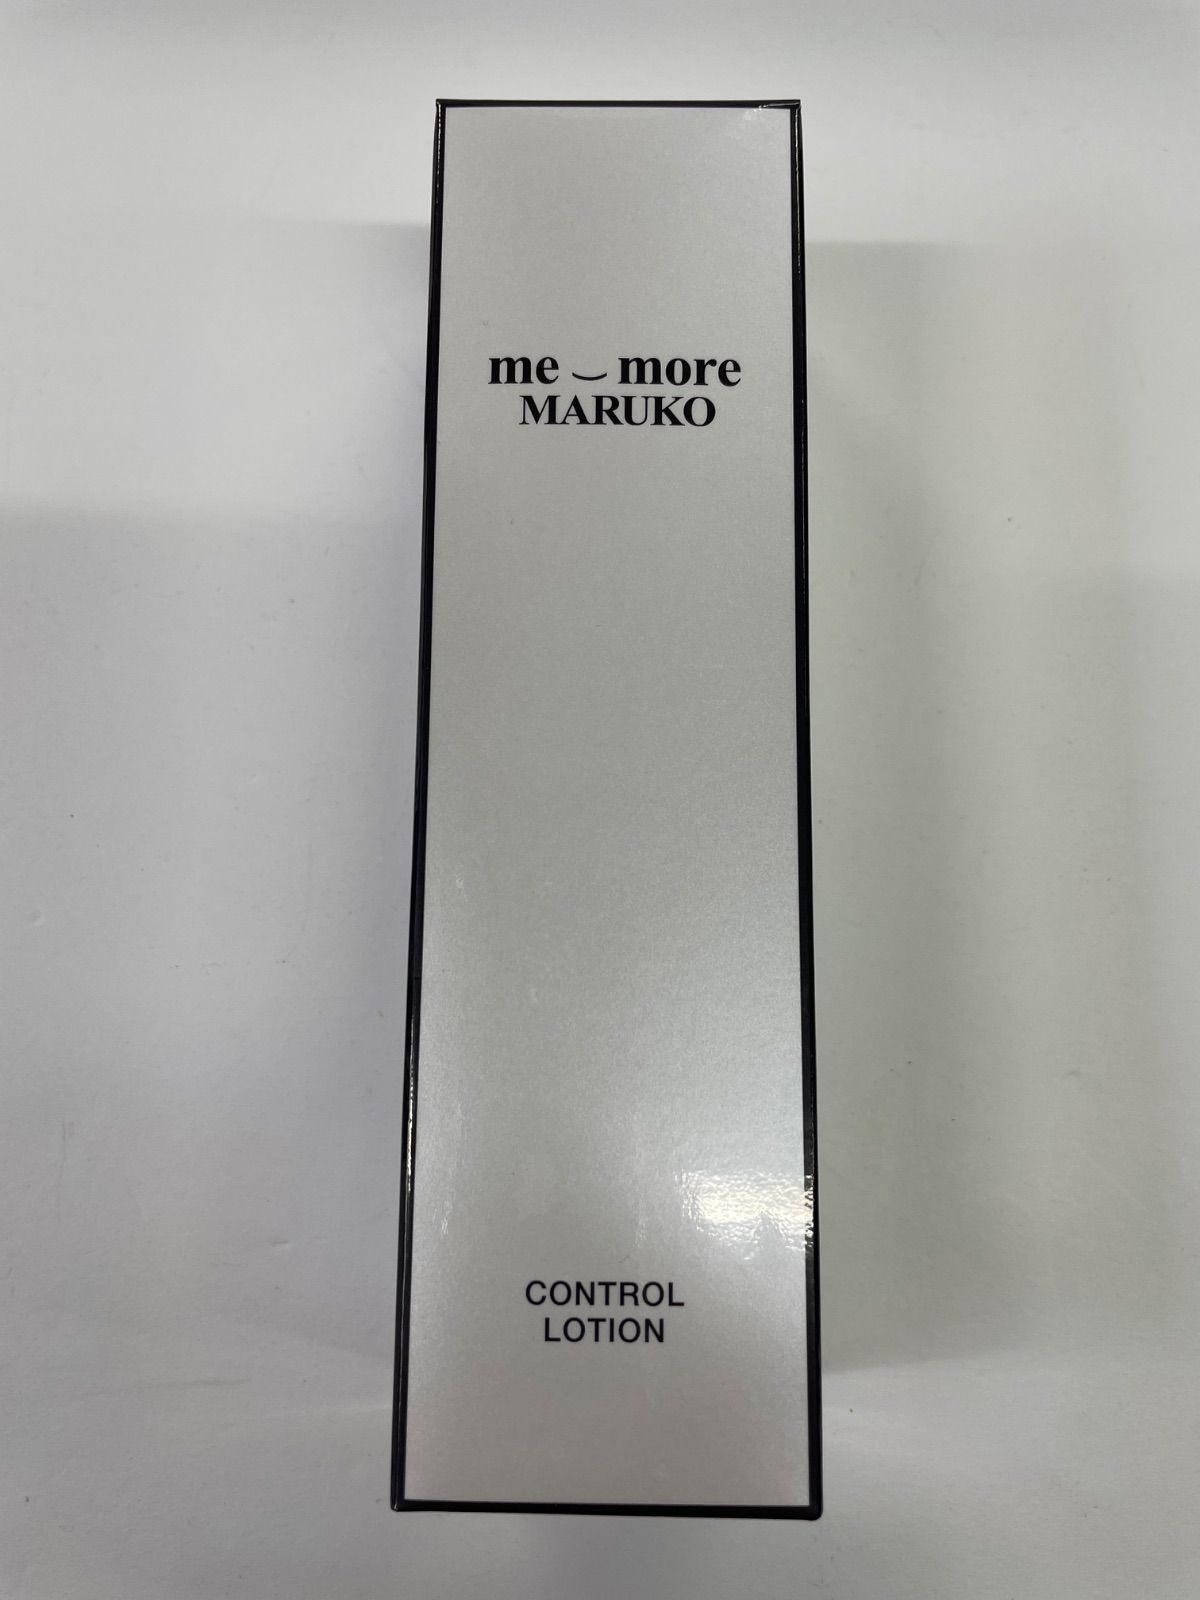 me ‿ more
MARUKO
CONTROL
LOTION